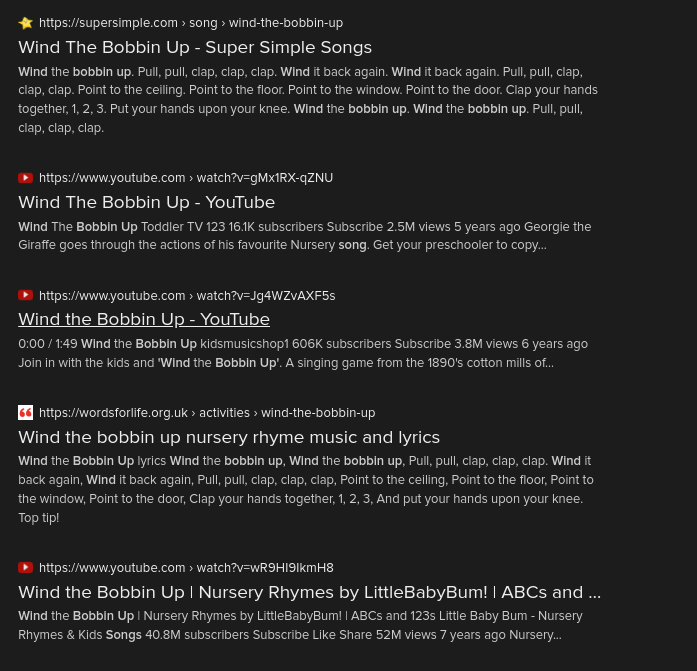 https://supersimple.com › song › wind-the-bobbin-up
Wind The Bobbin Up - Super Simple Songs
Wind the bobbin up. Pull, pull, clap, clap, clap. Wind it back again. Wind it back again. Pull, pull, clap,
clap, clap. Point to the ceiling. Point to the floor. Point to the window. Point to the door. Clap your hands
together, 1, 2, 3. Put your hands upon your knee. Wind the bobbin up. Wind the bobbin up. Pull, pull,
clap, clap, clap.
https://www.youtube.com › watch?v=gMx1RX-qZNU
Wind The Bobbin Up - YouTube
Wind The Bobbin Up Toddler TV 123 16.1K subscribers Subscribe 2.5M views 5 years ago Georgie the
Giraffe goes through the actions of his favourite Nursery song. Get your preschooler to copy...
https://www.youtube.com › watch?v=Jg4WZvAXF5s
Wind the Bobbin Up - YouTube
0:00 / 1:49 Wind the Bobbin Up kidsmusicshop1 606K subscribers Subscribe 3.8M views 6 years ago
Join in with the kids and 'Wind the Bobbin Up'. A singing game from the 1890's cotton mills of...
https://wordsforlife.org.uk › activities › wind-the-bobbin-up
Wind the bobbin up nursery rhyme music and lyrics
Wind the Bobbin Up lyrics Wind the bobbin up, Wind the bobbin up, Pull, pull, clap, clap, clap. Wind it
back again, Wind it back again, Pull, pull, clap, clap, clap, Point to the ceiling, Point to the floor, Point to
the window, Point to the door, Clap your hands together, 1, 2, 3, And put your hands upon your knee.
Top tip!
https://www.youtube.com › watch?v=wR9HI9IkmH8
Wind the Bobbin Up | Nursery Rhymes by LittleBabyBum! | ABCs and ...
Wind the Bobbin Up | Nursery Rhymes by LittleBabyBum! | ABCs and 123s Little Baby Bum - Nursery
Rhymes & Kids Songs 40.8M subscribers Subscribe Like Share 52M views 7 years ago Nursery...